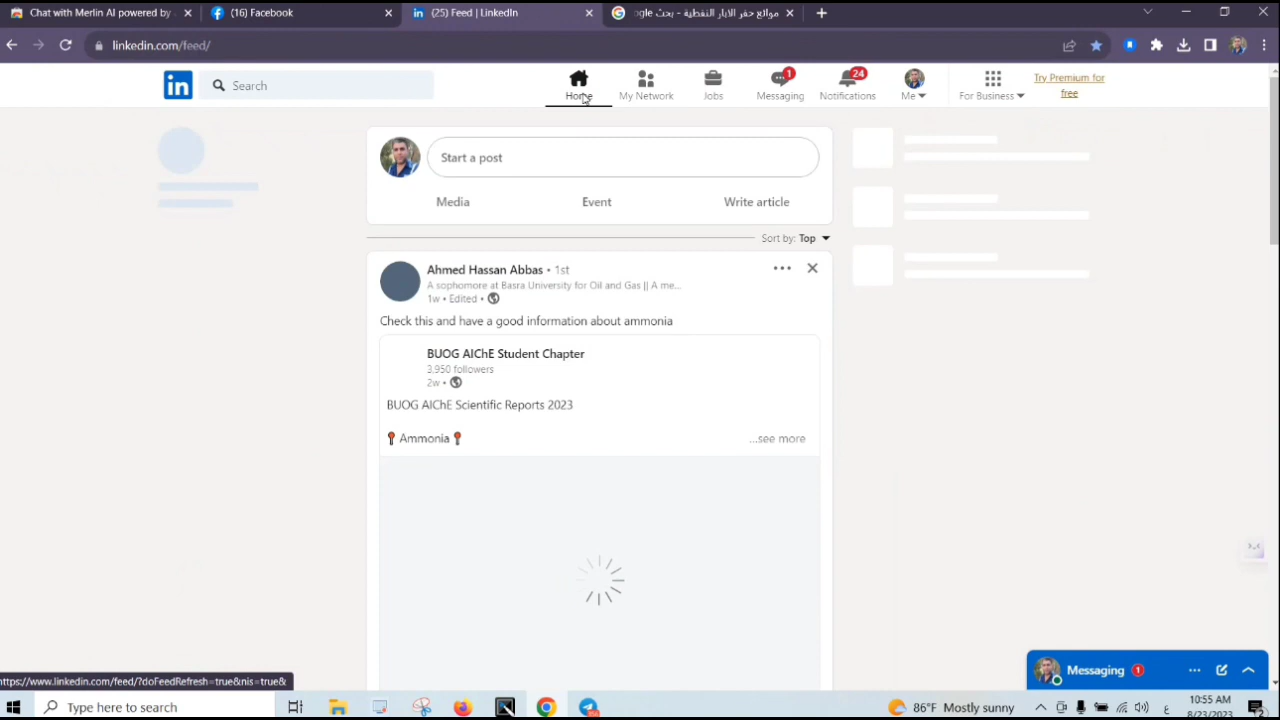 Chat with Merlin AI powered by
(16) Facebook
(25) Feed | LinkedIn
موائع حفر الابار النفطية - بحث ogle
linkedin.com/feed/
in
Search
Home
My Network
Jobs
1
Messaging
24
Notifications
Me
For Business
Try Premium for
free
Start a post
Media
Event
Write article
Sort by: Top
Ahmed Hassan Abbas • 1st
A sophomore at Basra University for Oil and Gas || A me...
1w • Edited •
Check this and have a good information about ammonia
BUOG AIChE Student Chapter
3,950 followers
2w •
BUOG AIChE Scientific Reports 2023
Ammonia
...see more
Messaging 1
https://www.linkedin.com/feed/?doFeedRefresh=true&nis=true&
Type here to search
86°F Mostly sunny
ع
10:55 AM
8/23/2023
2